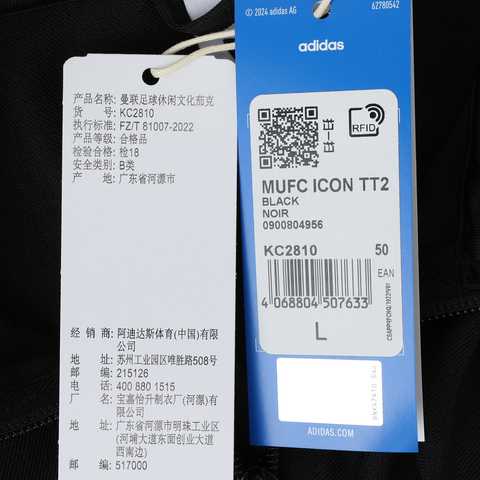 产品名称: 曼联足球休闲文化茄克
货 号: KC2810
执行标准: FZ/T 81007-2022
产品等级: 合格品
检验合格: 检18
安全类别: B类
产 地: 广东省河源市
经 销 商: 阿迪达斯体育(中国)有限
公司
地 址: 苏州工业园区唯胜路508号
邮 编: 215126
电 话: 400 880 1515
厂 名: 宝嘉怡升制衣厂(河源)有
限公司
地 址: 广东省河源市明珠工业区
(河埔大道东面创业大道
西南边)
邮 编: 517000
© 2024 adidas AG
62780542
adidas
RFID
MUFC ICON TT2
BLACK
NOIR
0900804956
KC2810 50
EAN
4 068804 507633
L
ADIDAS.COM